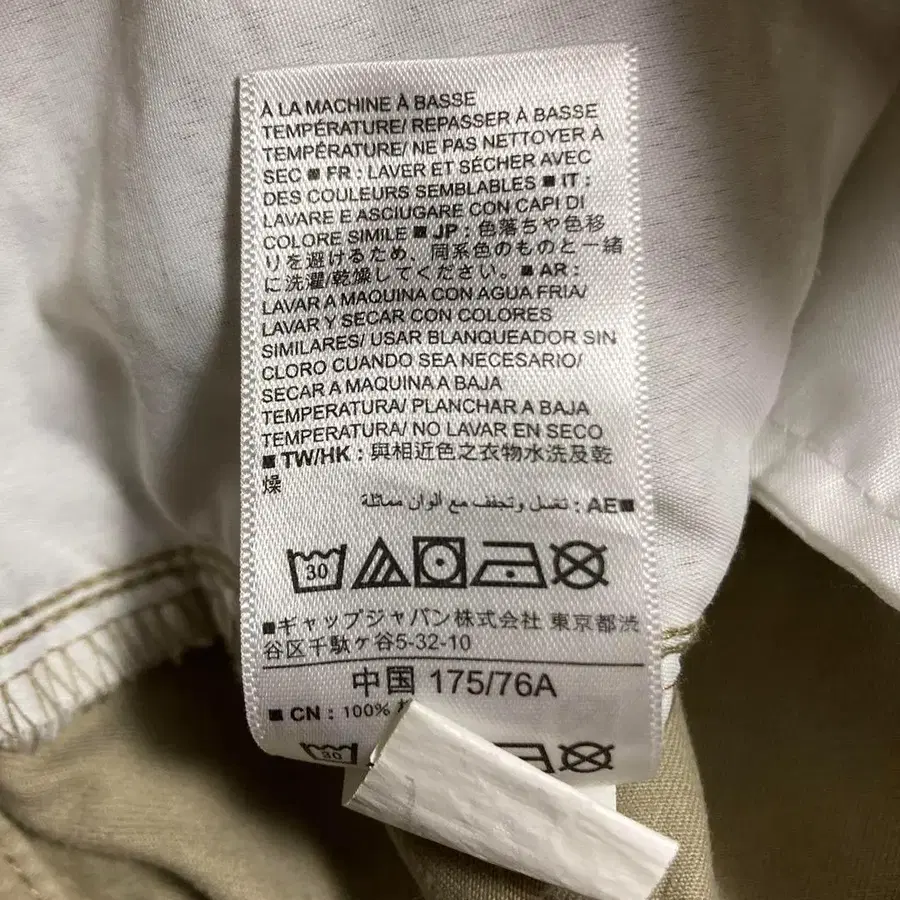 À LA MACHINE À BASSE
TEMPÉRATURE/ REPASSER À BASSE
TEMPÉRATURE/ NE PAS NETTOYER À
SEC ■ FR : LAVER ET SÉCHER AVEC
DES COULEURS SEMBLABLES ■ IT :
LAVARE E ASCIUGARE CON CAPI DI
COLORE SIMILE ■ JP : 色落ちや色移
りを避けるため、同系色のものと一緒
に洗濯/乾燥してください。■ AR :
LAVAR A MAQUINA CON AGUA FRIA/
LAVAR Y SECAR CON COLORES
SIMILARES/ USAR BLANQUEADOR SIN
CLORO CUANDO SEA NECESARIO/
SECAR A MAQUINA A BAJA
TEMPERATURA/ PLANCHAR A BAJA
TEMPERATURA/ NO LAVAR EN SECO
■ TW/HK : 與相近色之衣物水洗及乾
燥
■AE : تغسل وتجفف مع ألوان مماثلة
30
■ギャップジャパン株式会社 東京都渋
谷区千駄ヶ谷5-32-10
中国 175/76A
■ CN : 100%
30